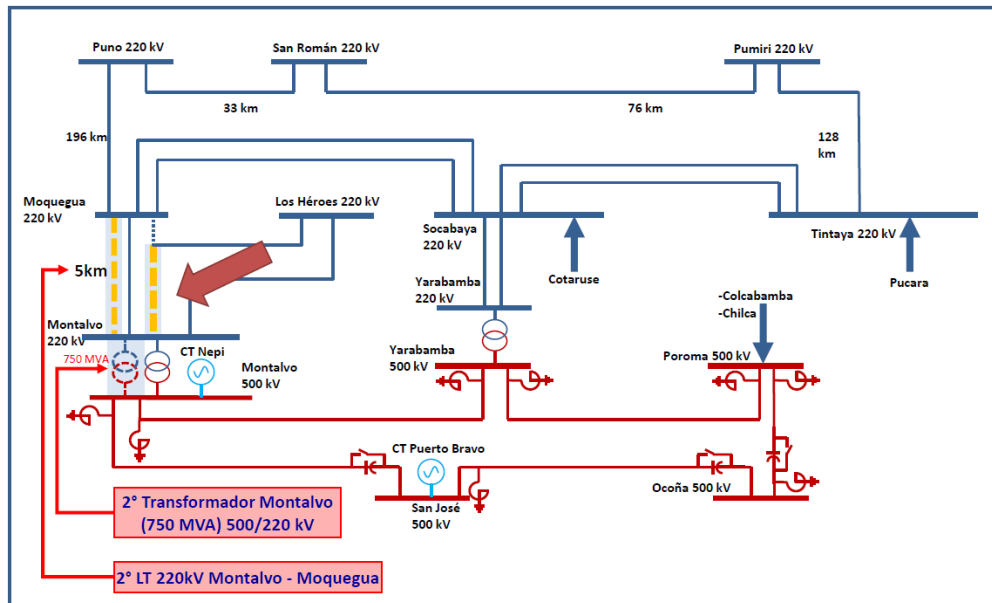 Puno 220 kV
San Román 220 kV
Pumiri 220 kV
33 km
76 km
196 km
128
km
Moquegua
220 kV
Los Héroes 220 kV
Socabaya
220 kV
Tintaya 220 kV
5km
Cotaruse
Pucara
Yarabamba
220 kV
-Colcabamba
-Chilca
Montalvo
220 kV
750 MVA
CT Nepi
Montalvo
500 kV
Yarabamba
500 kV
Poroma 500 kV
CT Puerto Bravo
San José
500 kV
Ocoña 500 kV
2° Transformador Montalvo
(750 MVA) 500/220 kV
2° LT 220kV Montalvo - Moquegua